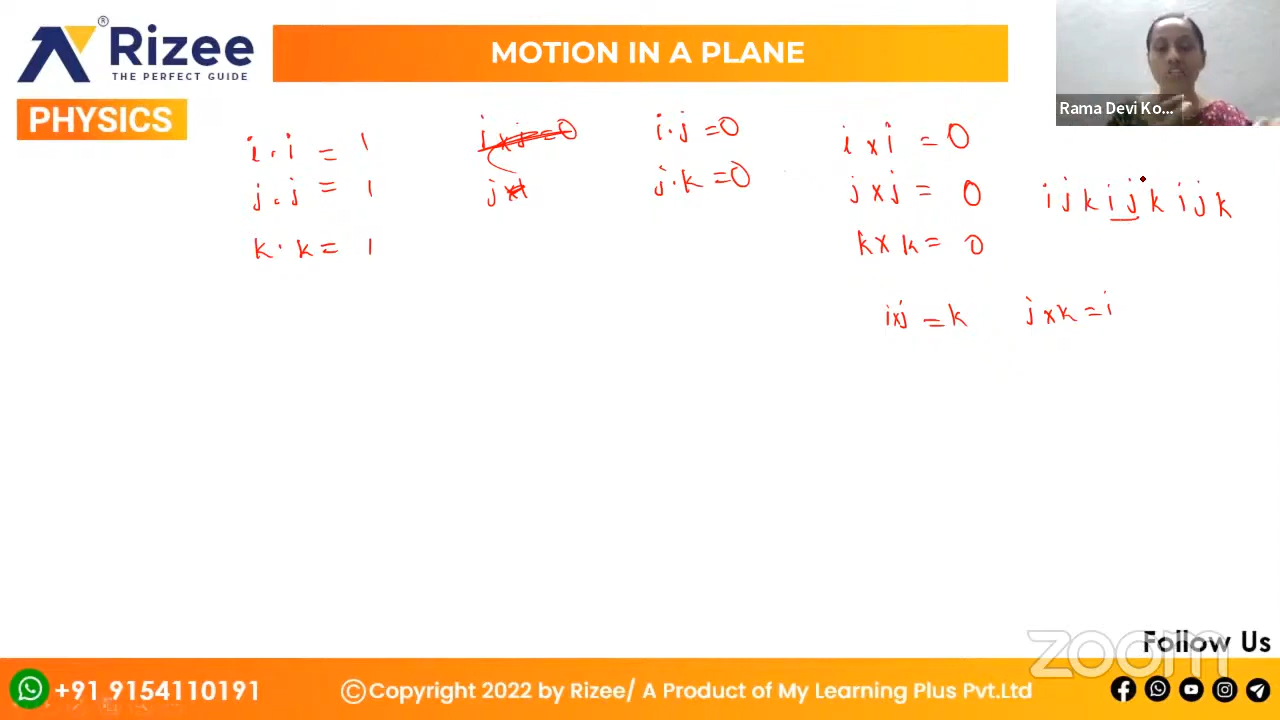 Rizee®
THE PERFECT GUIDE
MOTION IN A PLANE
PHYSICS
Rama Devi Ko...
i . i = 1
j . j = 1
k . k = 1
i x j = 0
j x k
i . j = 0
j . k = 0
i x i = 0
j x j = 0
k x k = 0
i j k i j k i j k
i x j = k
j x k = i
zoom
Follow Us
+91 9154110191
©Copyright 2022 by Rizee/ A Product of My Learning Plus Pvt.Ltd